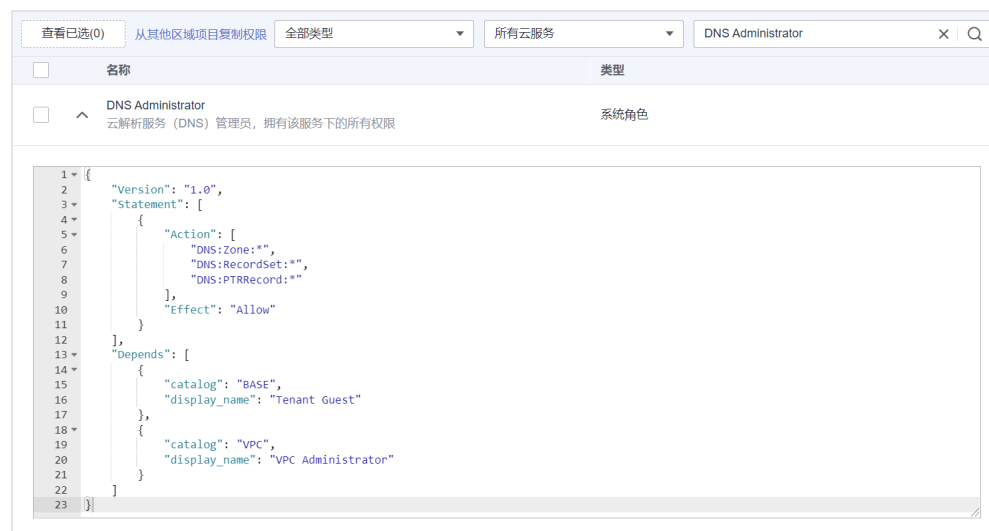 查看已选(0) 从其他区域项目复制权限 全部类型 所有云服务 DNS Administrator
名称 类型
DNS Administrator
云解析服务（DNS）管理员，拥有该服务下的所有权限 系统角色
1 {
2 "Version": "1.0",
3 "Statement": [
4 {
5 "Action": [
6 "DNS:Zone:*",
7 "DNS:RecordSet:*",
8 "DNS:PTRRecord:*"
9 ],
10 "Effect": "Allow"
11 }
12 ],
13 "Depends": [
14 {
15 "catalog": "BASE",
16 "display_name": "Tenant Guest"
17 },
18 {
19 "catalog": "VPC",
20 "display_name": "VPC Administrator"
21 }
22 ]
23 }